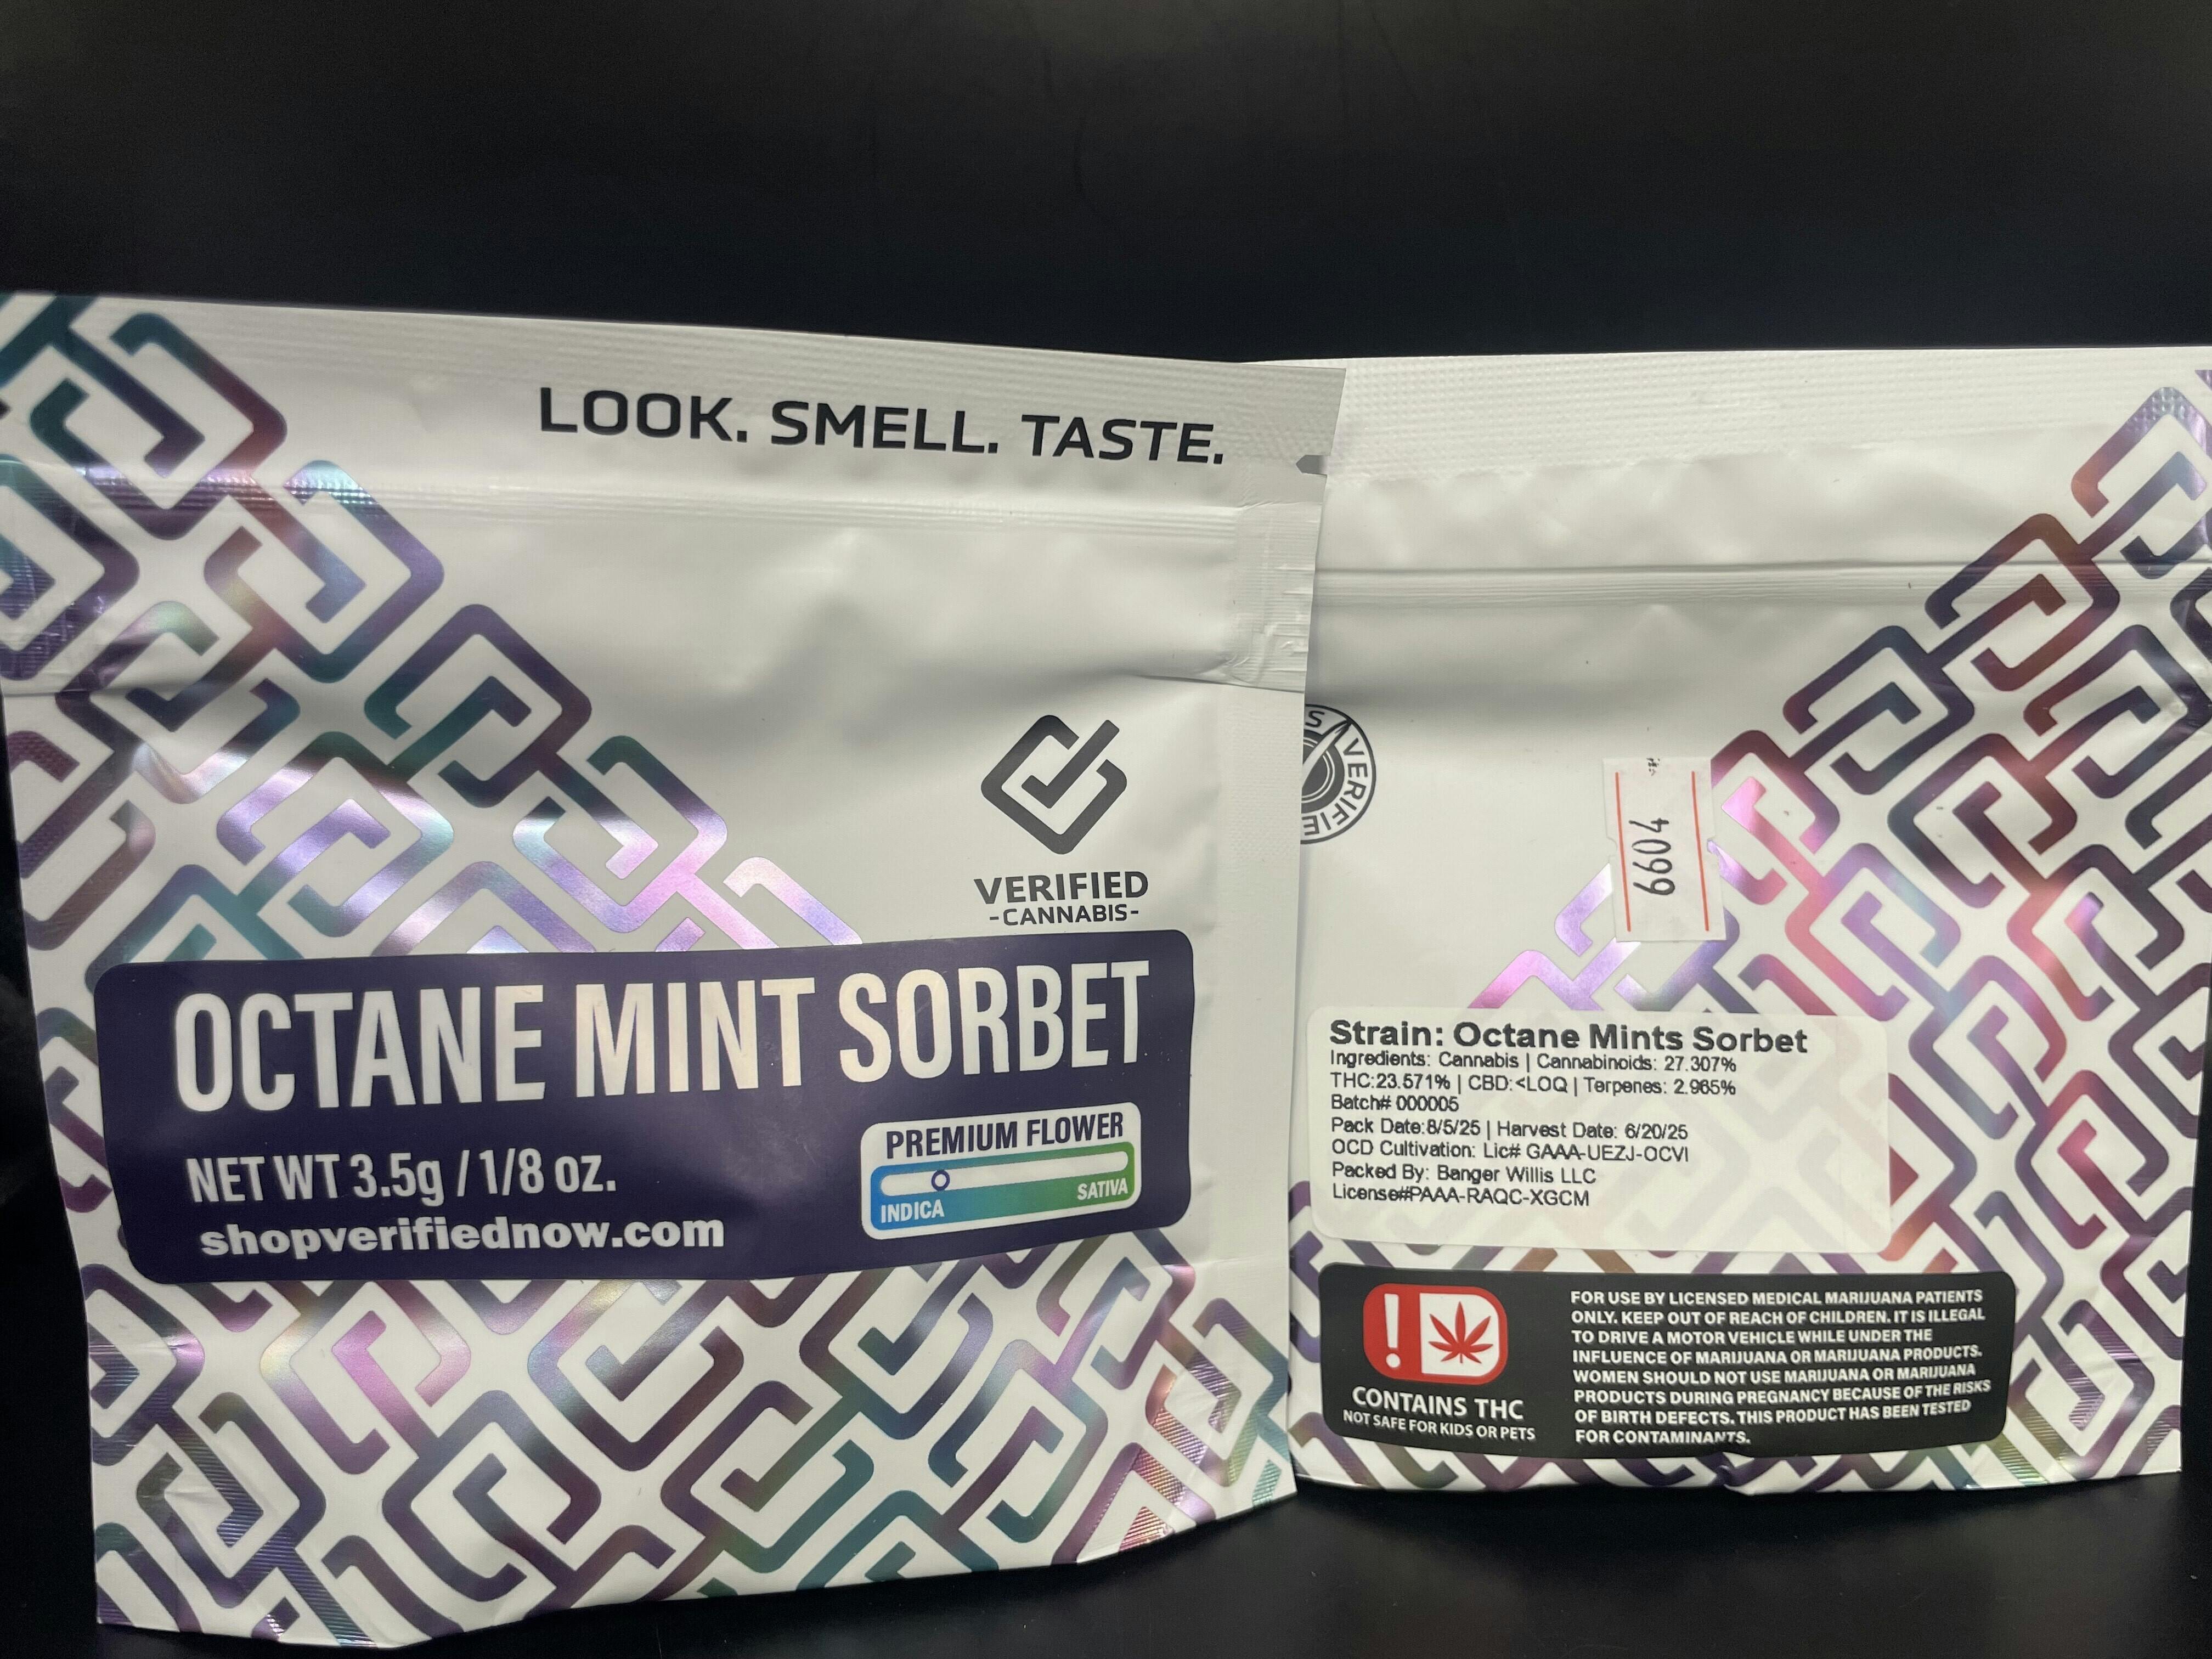 LOOK. SMELL. TASTE.
VERIFIED
-CANNABIS-
OCTANE MINT SORBET
NET WT 3.5g / 1/8 oz.
shopverifiednow.com
PREMIUM FLOWER
INDICA
SATIVA
VERIFIE
6604
Strain: Octane Mints Sorbet
Ingredients: Cannabis | Cannabinoids: 27.307%
THC:23.571% | CBD:<LOQ | Terpenes: 2.965%
Batch# 000005
Pack Date:8/5/25 | Harvest Date: 6/20/25
OCD Cultivation: Lic# GAAA-UEZJ-OCVI
Packed By: Banger Willis LLC
License#PAAA-RAQC-XGCM
!
CONTAINS THC
NOT SAFE FOR KIDS OR PETS
FOR USE BY LICENSED MEDICAL MARIJUANA PATIENTS
ONLY. KEEP OUT OF REACH OF CHILDREN. IT IS ILLEGAL
TO DRIVE A MOTOR VEHICLE WHILE UNDER THE
INFLUENCE OF MARIJUANA OR MARIJUANA PRODUCTS.
WOMEN SHOULD NOT USE MARIJUANA OR MARIJUANA
PRODUCTS DURING PREGNANCY BECAUSE OF THE RISKS
OF BIRTH DEFECTS. THIS PRODUCT HAS BEEN TESTED
FOR CONTAMINANTS.